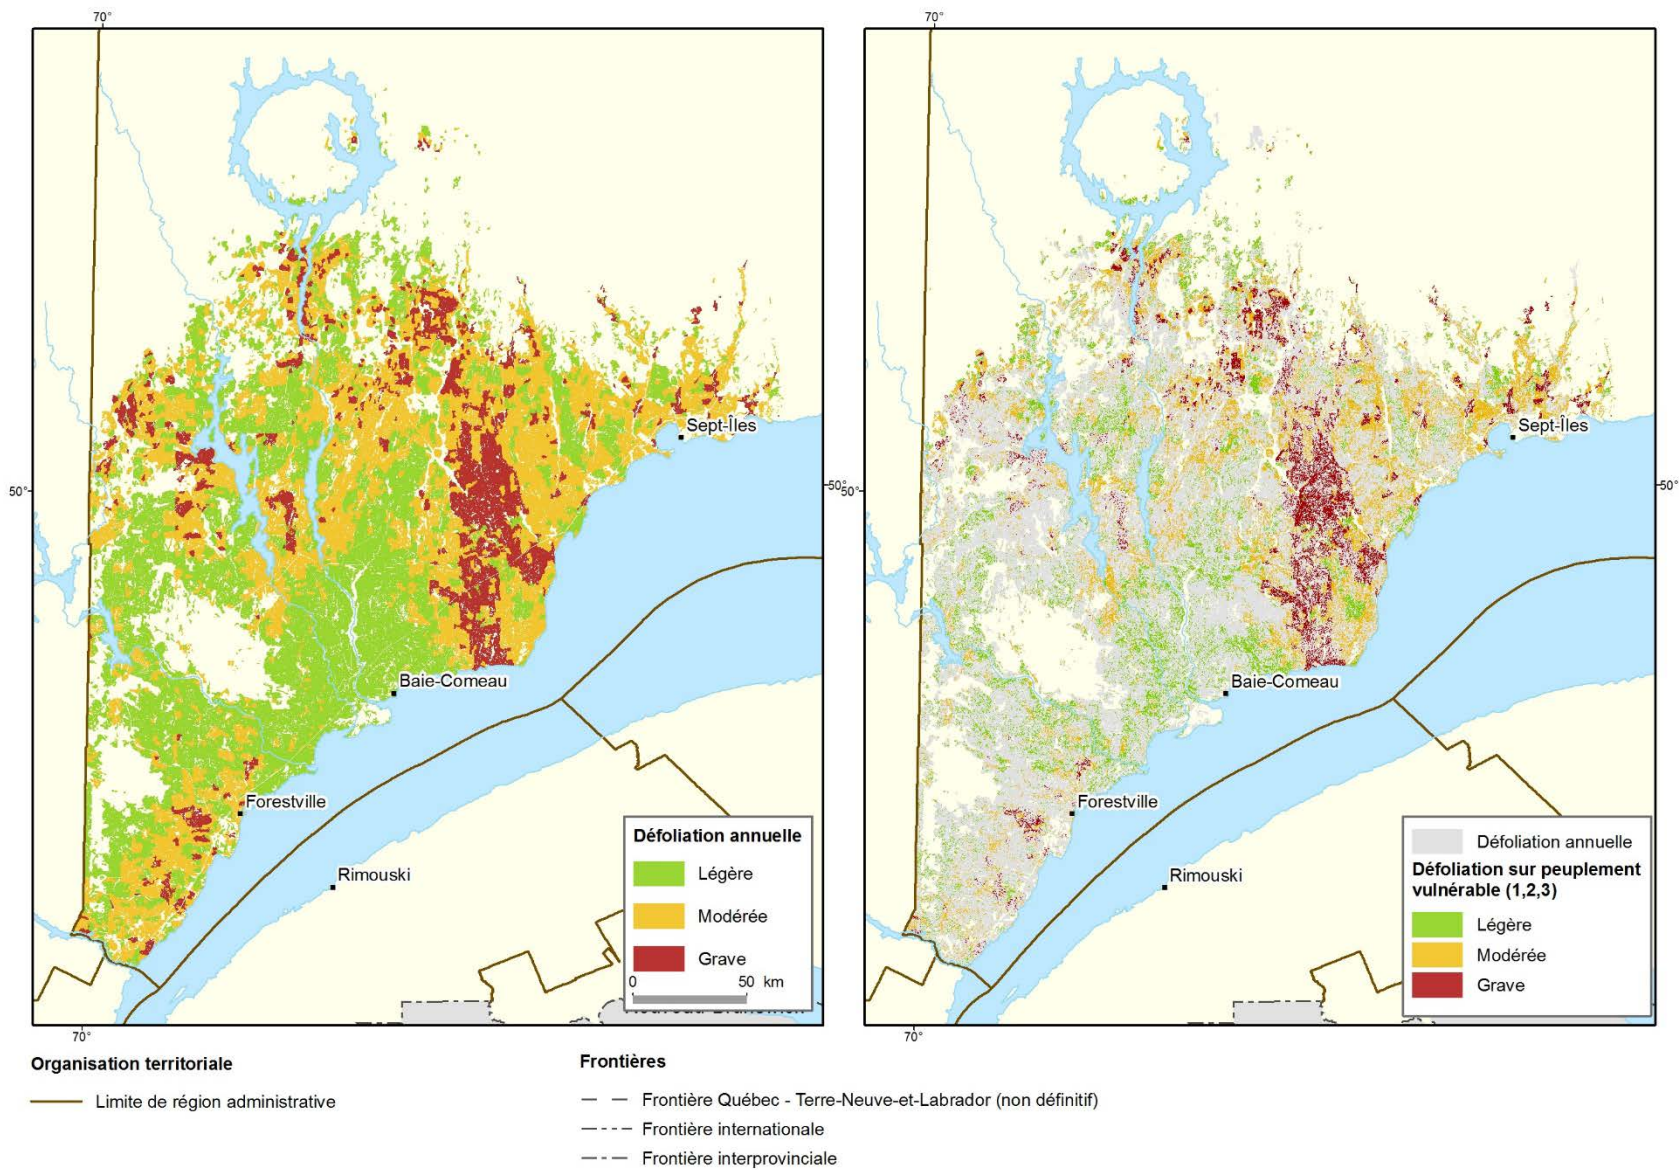 70°
70°
Sept-Îles
Sept-Îles
50°
50°
50°
50°
Baie-Comeau
Baie-Comeau
Forestville
Forestville
Rimouski
Rimouski
Défoliation annuelle
Légère
Modérée
Grave
0 50 km
Défoliation annuelle
Défoliation sur peuplement
vulnérable (1,2,3)
Légère
Modérée
Grave
70°
70°
Organisation territoriale
Limite de région administrative
Frontières
Frontière Québec - Terre-Neuve-et-Labrador (non définitif)
Frontière internationale
Frontière interprovinciale